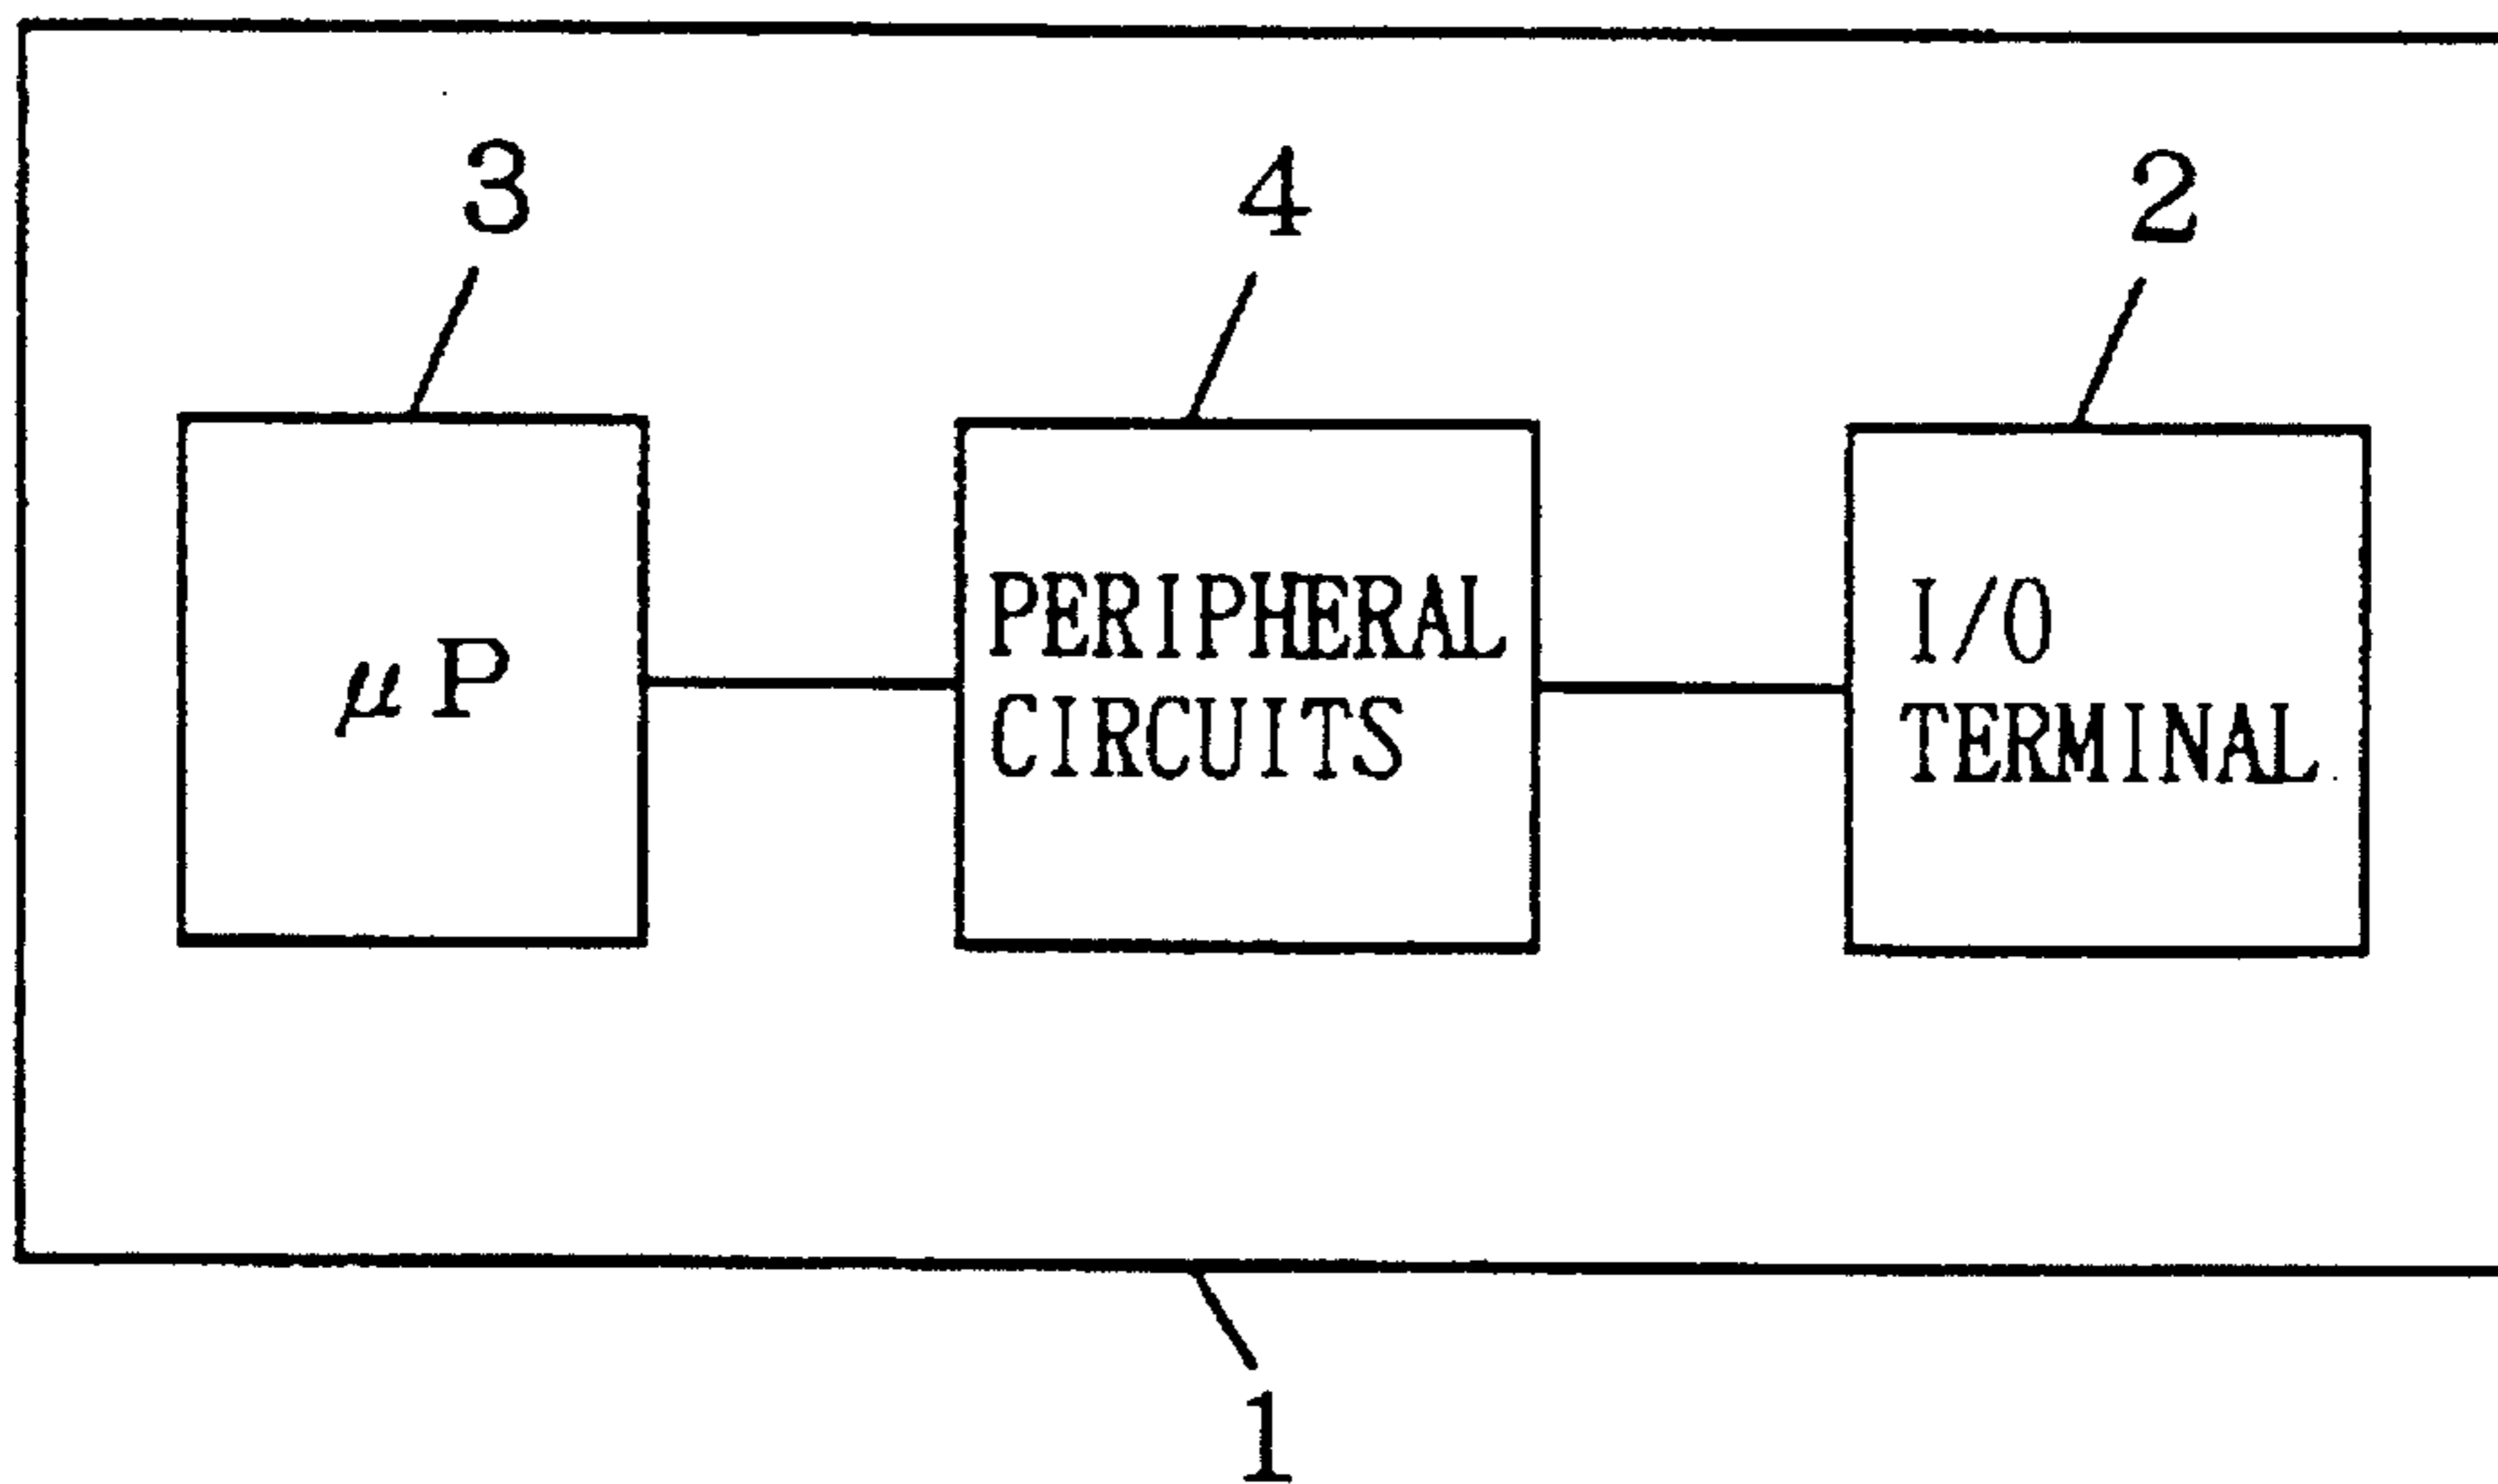 3
4
2
μP
PERIPHERAL
CIRCUITS
I/O
TERMINAL
1